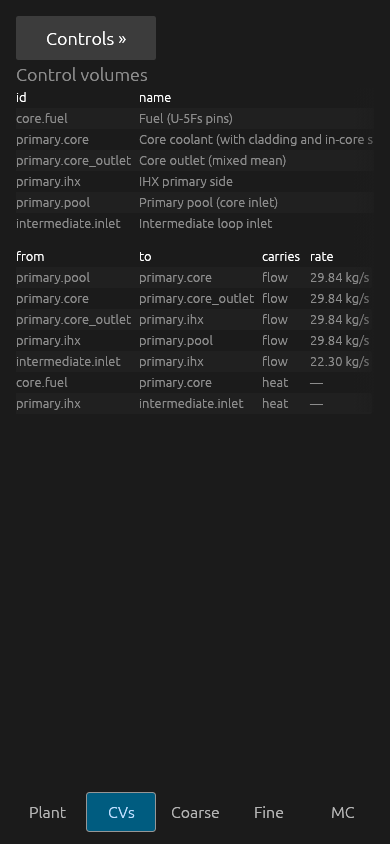 Controls »
Control volumes
id name
core.fuel Fuel (U-5Fs pins)
primary.core Core coolant (with cladding and in-core s
primary.core_outlet Core outlet (mixed mean)
primary.ihx IHX primary side
primary.pool Primary pool (core inlet)
intermediate.inlet Intermediate loop inlet
from to carries rate
primary.pool primary.core flow 29.84 kg/s
primary.core primary.core_outlet flow 29.84 kg/s
primary.core_outlet primary.ihx flow 29.84 kg/s
primary.ihx primary.pool flow 29.84 kg/s
intermediate.inlet primary.ihx flow 22.30 kg/s
core.fuel primary.core heat —
primary.ihx intermediate.inlet heat —
Plant CVs Coarse Fine MC